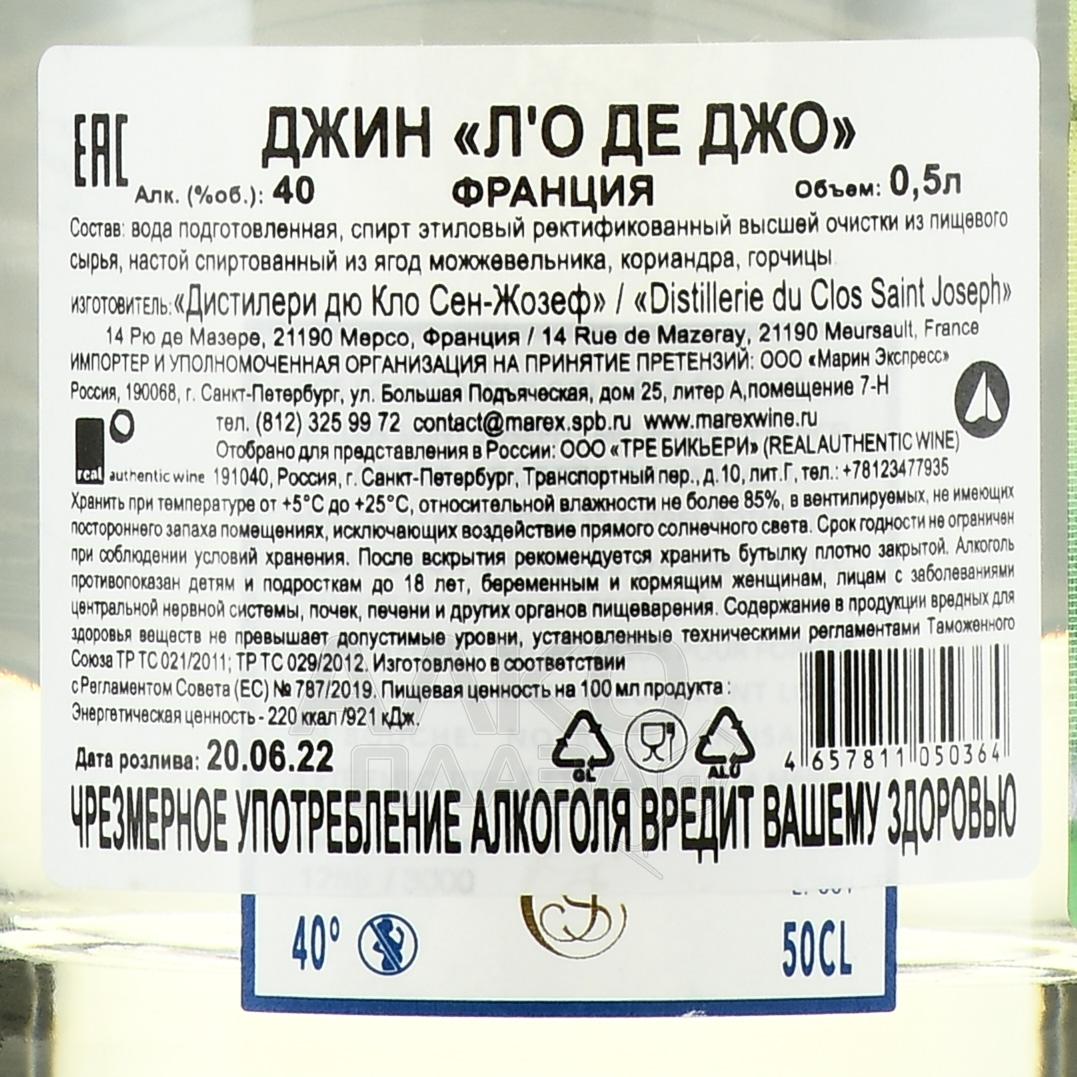 EAC
ДЖИН «Л'О ДЕ ДЖО»
Алк. (%об.): 40 ФРАНЦИЯ Объем: 0,5л
Состав: вода подготовленная, спирт этиловый ректификованный высшей очистки из пищевого
сырья, настой спиртованный из ягод можжевельника, кориандра, горчицы
изготовитель: «Дистилери дю Кло Сен-Жозеф» / «Distillerie du Clos Saint Joseph»
14 Рю де Мазере, 21190 Мерсо, Франция / 14 Rue de Mazeray, 21190 Meursault, France
ИМПОРТЕР И УПОЛНОМОЧЕННАЯ ОРГАНИЗАЦИЯ НА ПРИНЯТИЕ ПРЕТЕНЗИЙ: ООО «Марин Экспресс»
Россия, 190068, г. Санкт-Петербург, ул. Большая Подъяческая, дом 25, литер А,помещение 7-Н
тел. (812) 325 99 72 contact@marex.spb.ru www.marexwine.ru
Отобрано для представления в России: ООО «ТРЕ БИКЬЕРИ» (REALAUTHENTIC WINE)
real authentic wine 191040, Россия, г. Санкт-Петербург, Транспортный пер., д.10, лит.Г, тел.: +78123477935
Хранить при температуре от +5°С до +25°С, относительной влажности не более 85%, в вентилируемых, не имеющих
постороннего запаха помещениях, исключающих воздействие прямого солнечного света. Срок годности не ограничен
при соблюдении условий хранения. После вскрытия рекомендуется хранить бутылку плотно закрытой. Алкоголь
противопоказан детям и подросткам до 18 лет, беременным и кормящим женщинам, лицам с заболеваниями
центральной нервной системы, почек, печени и других органов пищеварения. Содержание в продукции вредных для
здоровья веществ не превышает допустимые уровни, установленные техническими регламентами Таможенного
Союза ТР ТС 021/2011; ТР ТС 029/2012. Изготовлено в соответствии
с Регламентом Совета (ЕС) № 787/2019. Пищевая ценность на 100 мл продукта :
Энергетическая ценность - 220 ккал /921 кДж.
Дата розлива: 20.06.22
GL ALU
4 657811 050364
ЧРЕЗМЕРНОЕ УПОТРЕБЛЕНИЕ АЛКОГОЛЯ ВРЕДИТ ВАШЕМУ ЗДОРОВЬЮ
40° 50CL
АЛКО
ПЛАЗА